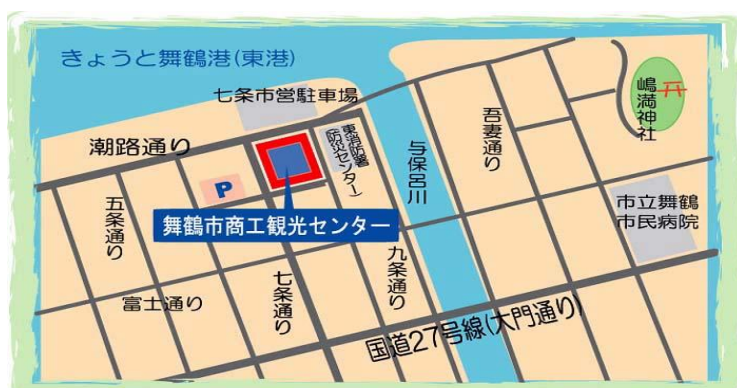 きょうと舞鶴港(東港)
七条市営駐車場
潮路通り
東消防署
(防災センター)
与保呂川
吾妻通り
嶋満神社
五条通り
P
舞鶴市商工観光センター
市立舞鶴
市民病院
富士通り
七条通り
九条通り
国道27号線(大門通り)